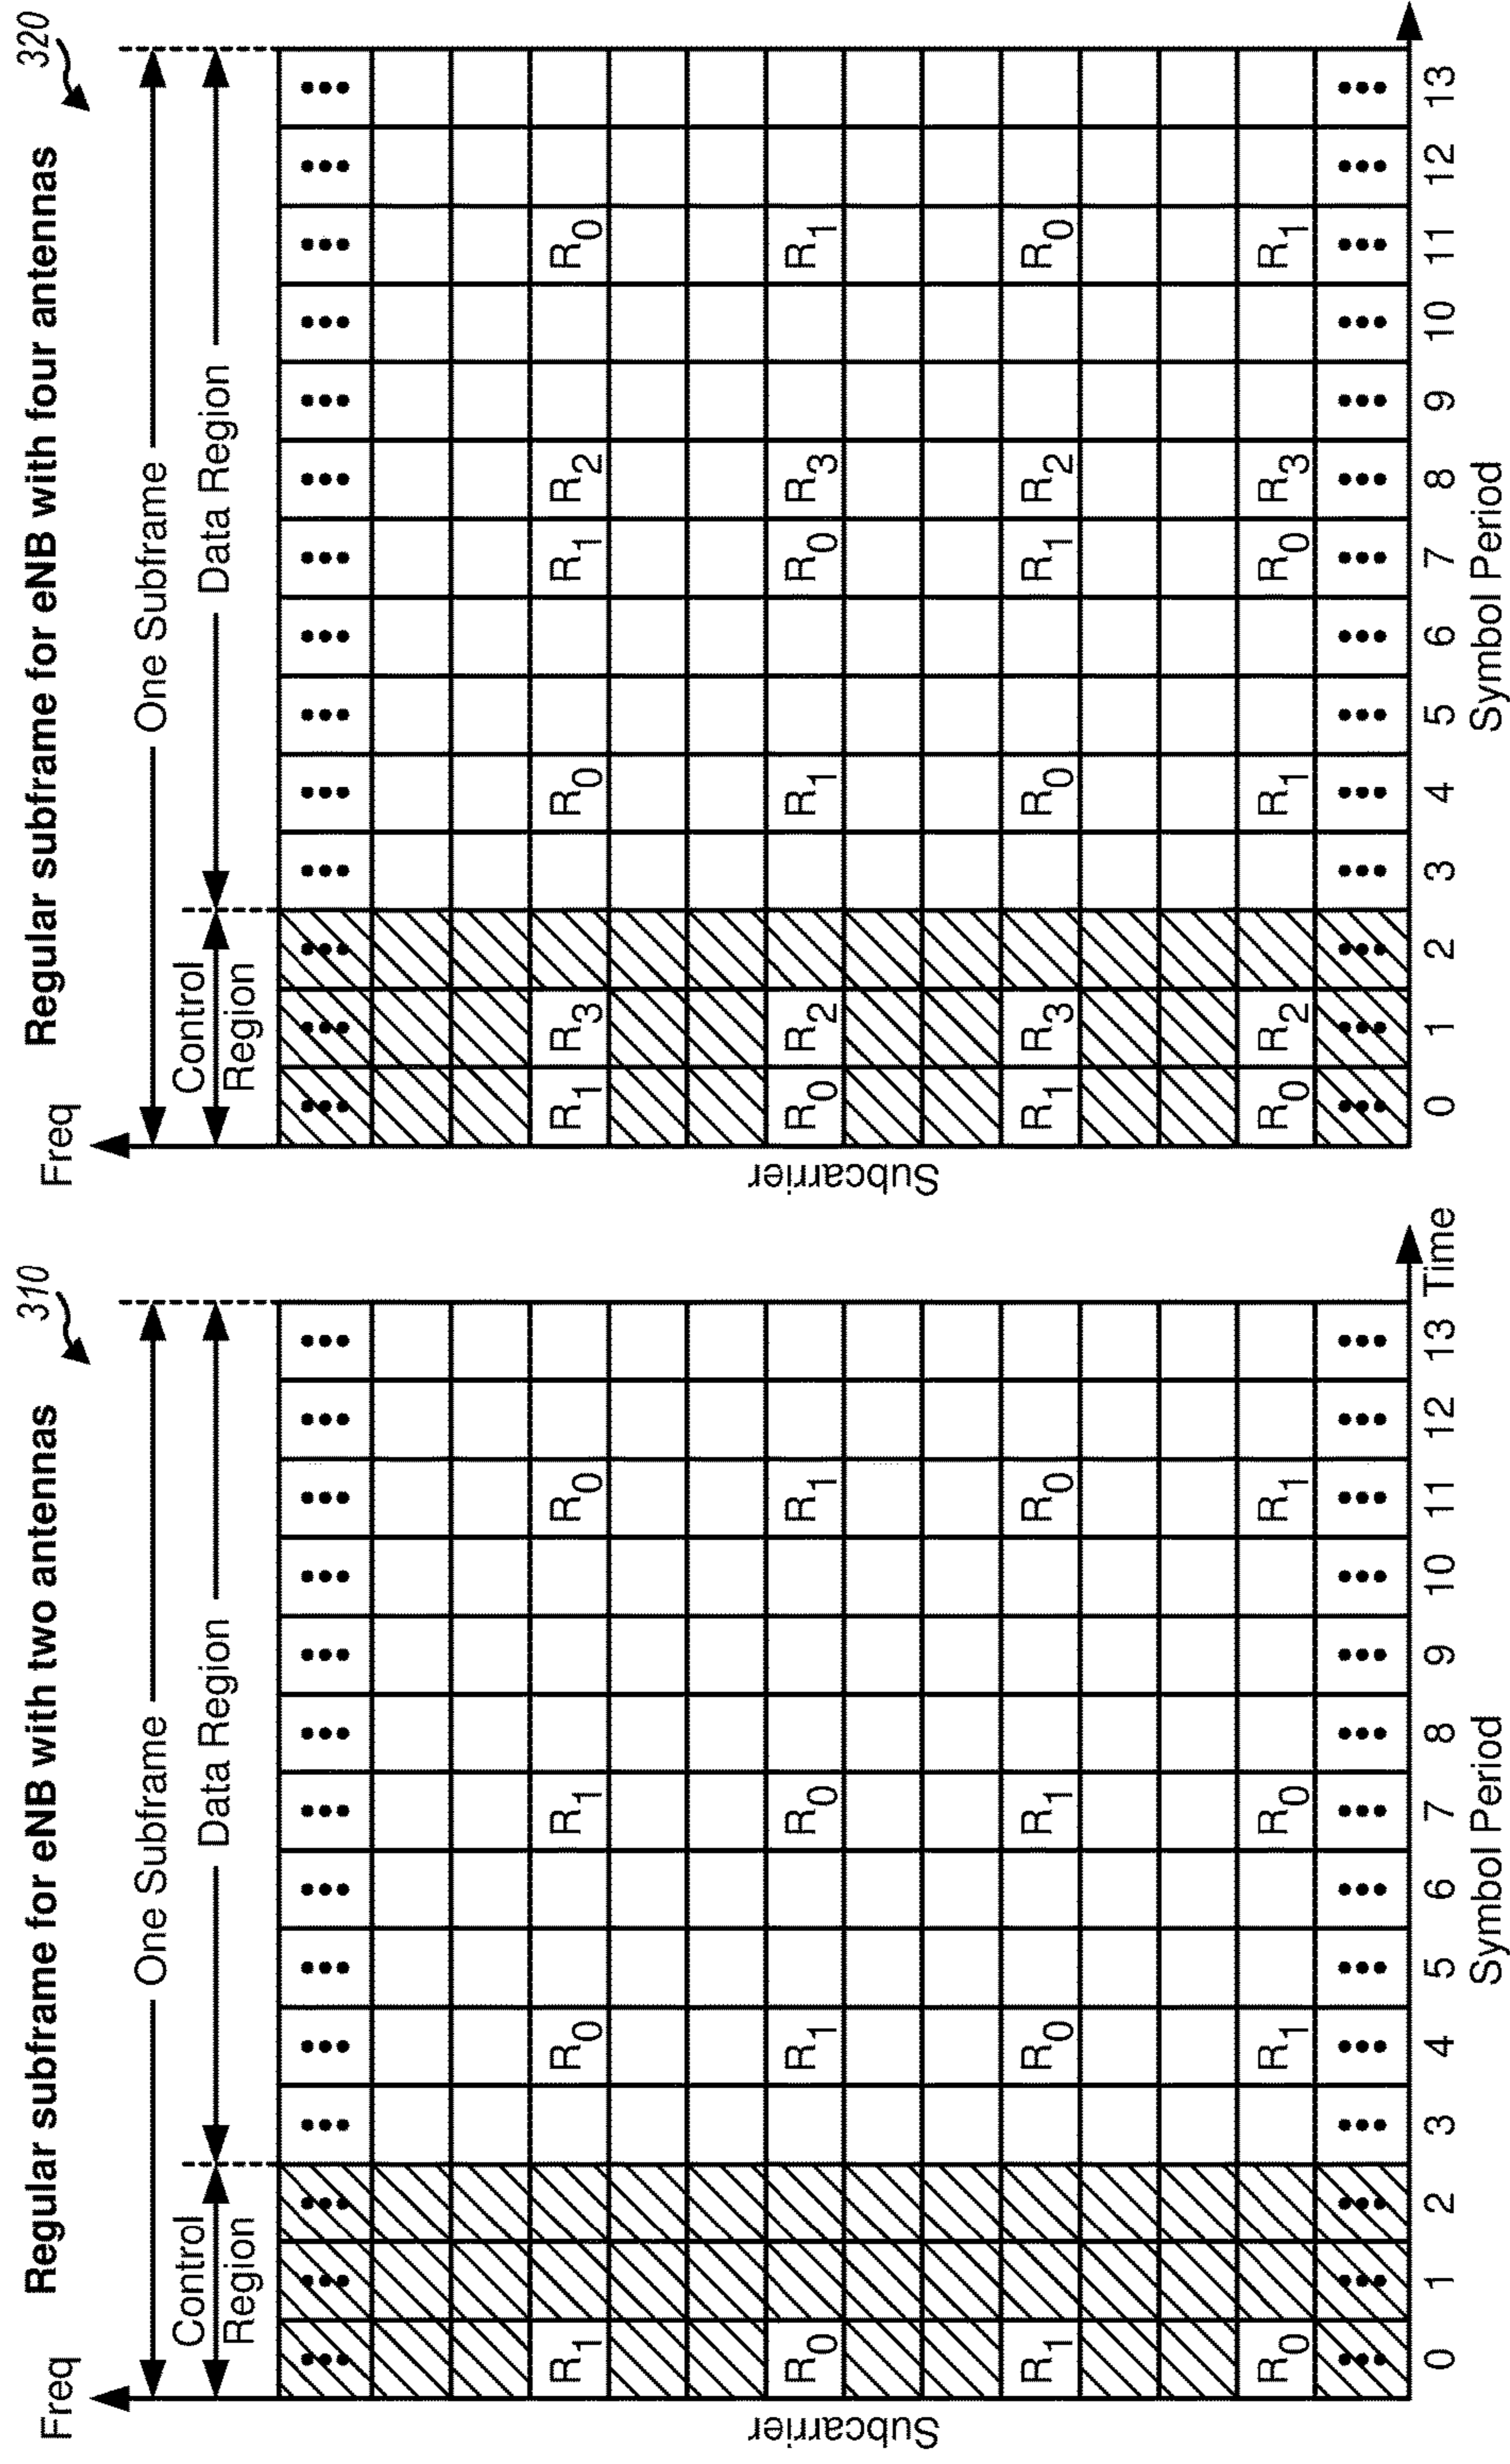 Regular subframe for eNB with two antennas
310
Freq
One Subframe
Control
Region
Data Region
Subcarrier
R1 R0 R1 R0
R0 R1 R0 R1
R1 R0 R1 R0
R0 R1 R0 R1
0 1 2 3 4 5 6 7 8 9 10 11 12 13
Time
Symbol Period
Regular subframe for eNB with four antennas
320
Freq
One Subframe
Control
Region
Data Region
Subcarrier
R1 R3 R0 R1 R2 R0
R0 R2 R1 R0 R3 R1
R1 R3 R0 R1 R2 R0
R0 R2 R1 R0 R3 R1
0 1 2 3 4 5 6 7 8 9 10 11 12 13
Symbol Period